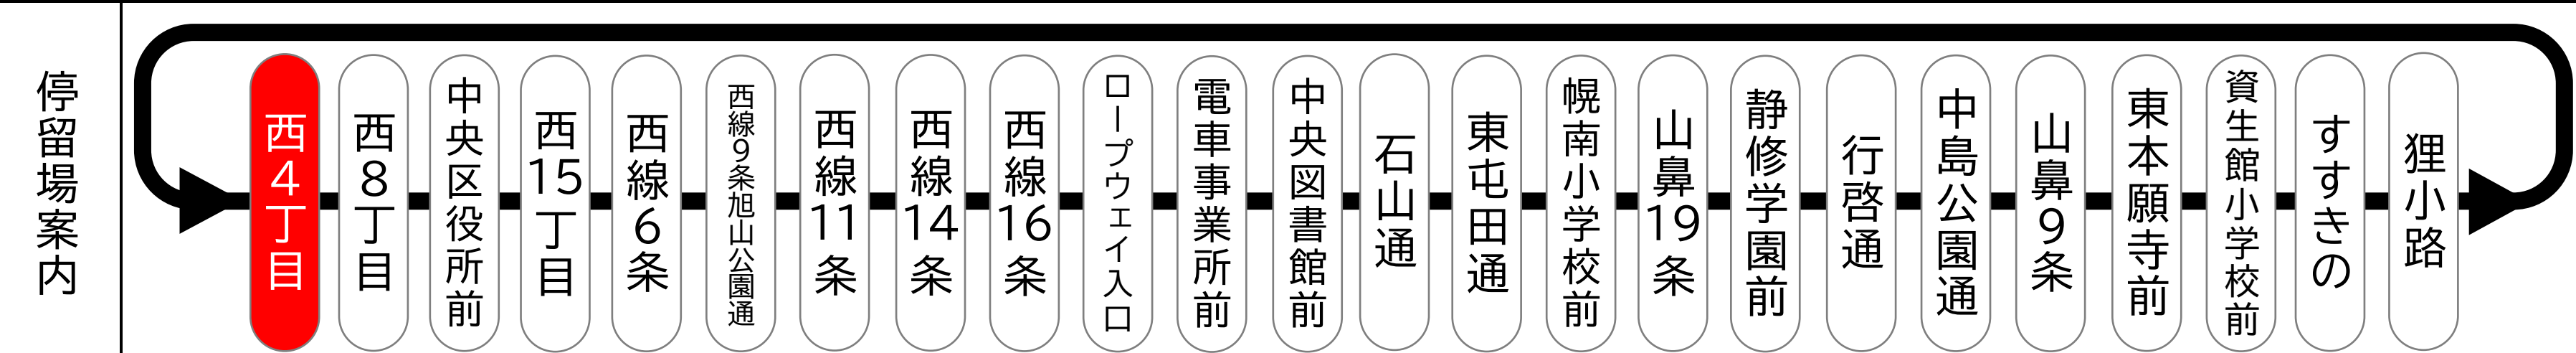 停留場案内
西4丁目
西8丁目
中央区役所前
西15丁目
西線6条
西線9条旭山公園通
西線11条
西線14条
西線16条
ロープウェイ入口
電車事業所前
中央図書館前
石山通
東屯田通
幌南小学校前
山鼻19条
静修学園前
行啓通
中島公園通
山鼻9条
東本願寺前
資生館小学校前
すすきの
狸小路